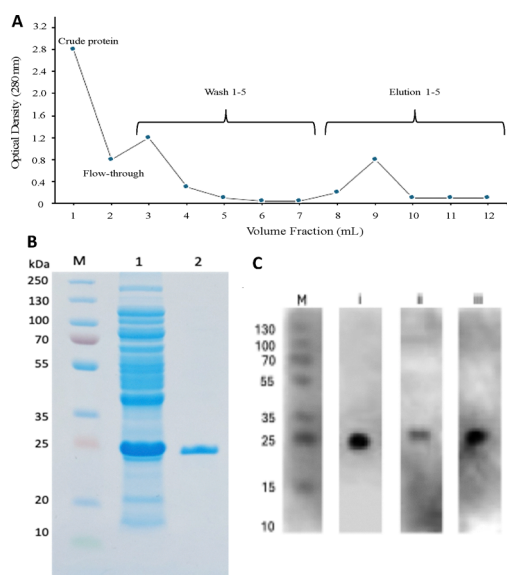 A
Optical Density (280 nm)
3.2
2.8
2.4
2.0
1.6
1.2
0.8
0.4
0
Crude protein
Flow-through
Wash 1-5
Elution 1-5
1 2 3 4 5 6 7 8 9 10 11 12
Volume Fraction (mL)
B
kDa M 1 2
250
130
100
70
55
35
25
20
10
C
M i ii iii
130
100
70
55
35
25
15
10